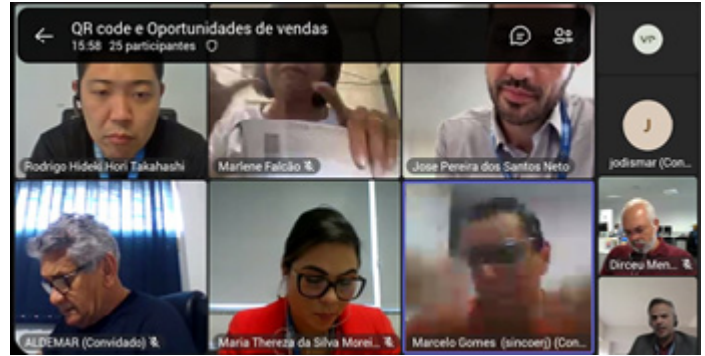 QR code e Oportunidades de vendas
15:58 25 participantes
VP
Rodrigo Hideki Hori Takahashi
Marlene Falcão
Jose Pereira dos Santos Neto
J
jodismar (Con...
ALDEMAR (Convidado)
Maria Thereza da Silva Morei...
Marcelo Gomes (sincoerj) (Con...
Dirceu Men...